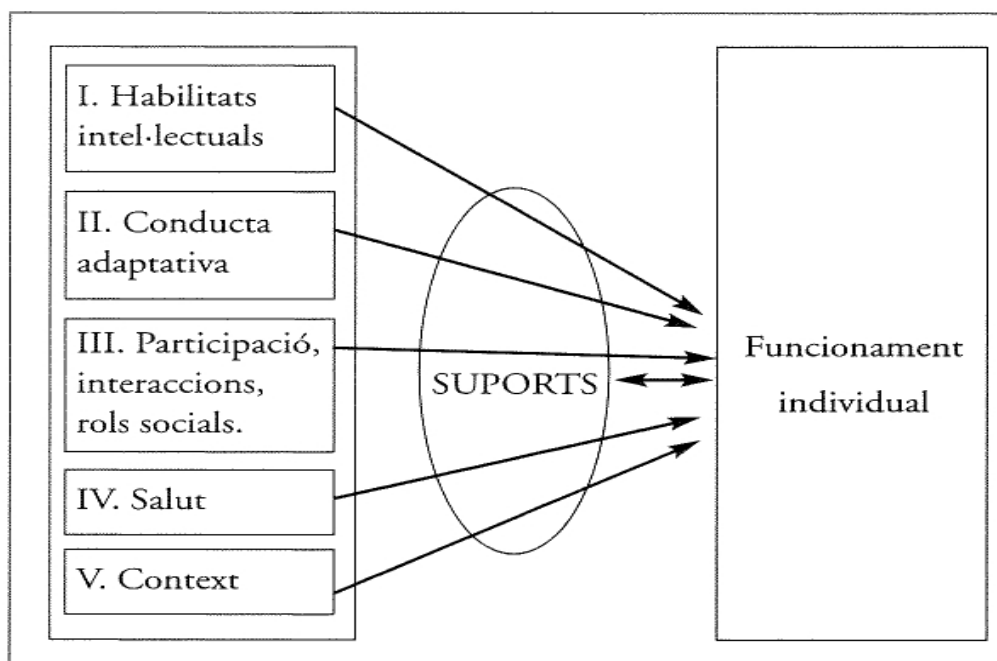 I. Habilitats
intel·lectuals
II. Conducta
adaptativa
III. Participació,
interaccions,
rols socials.
IV. Salut
V. Context
SUPORTS
Funcionament
individual